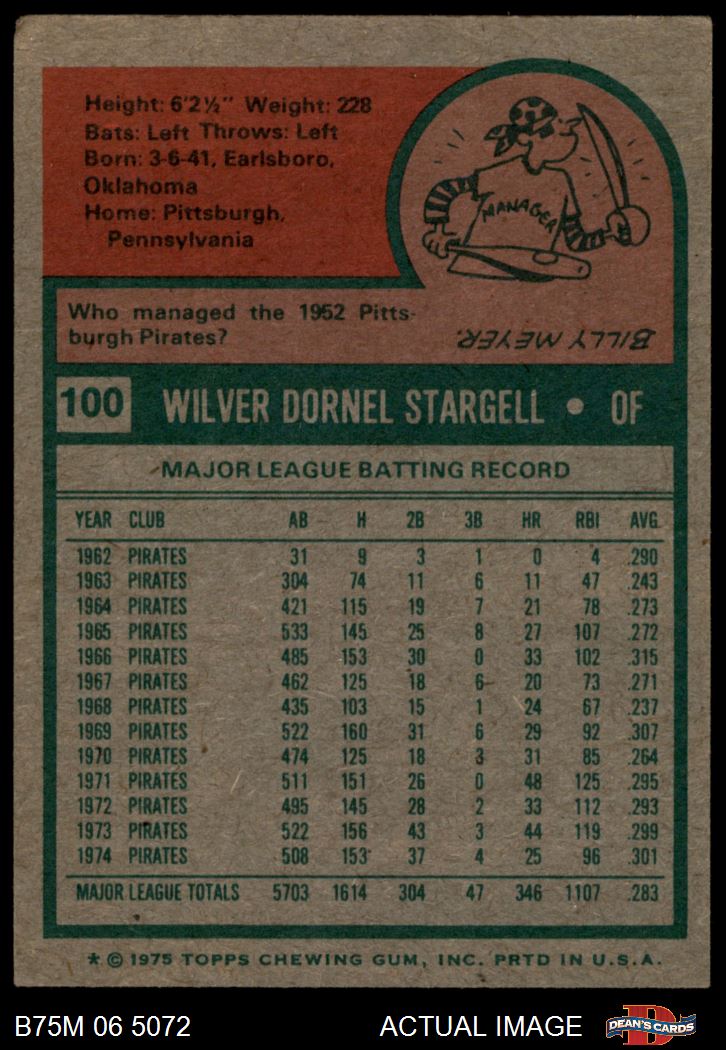 Height: 6'2½" Weight: 228
Bats: Left Throws: Left
Born: 3-6-41, Earlsboro,
Oklahoma
Home: Pittsburgh,
Pennsylvania
MANAGER
Who managed the 1952 Pitts-
burgh Pirates?
BILLY MEYER.
100 WILVER DORNEL STARGELL • OF
MAJOR LEAGUE BATTING RECORD
YEAR CLUB AB H 2B 3B HR RBI AVG.
1962 PIRATES 31 9 3 1 0 4 .290
1963 PIRATES 304 74 11 6 11 47 .243
1964 PIRATES 421 115 19 7 21 78 .273
1965 PIRATES 533 145 25 8 27 107 .272
1966 PIRATES 485 153 30 0 33 102 .315
1967 PIRATES 462 125 18 6 20 73 .271
1968 PIRATES 435 103 15 1 24 67 .237
1969 PIRATES 522 160 31 6 29 92 .307
1970 PIRATES 474 125 18 3 31 85 .264
1971 PIRATES 511 151 26 0 48 125 .295
1972 PIRATES 495 145 28 2 33 112 .293
1973 PIRATES 522 156 43 3 44 119 .299
1974 PIRATES 508 153 37 4 25 96 .301
MAJOR LEAGUE TOTALS 5703 1614 304 47 346 1107 .283
* © 1975 TOPPS CHEWING GUM, INC. PRTD IN U.S.A.
B75M 06 5072 ACTUAL IMAGE D DEAN'S CARDS